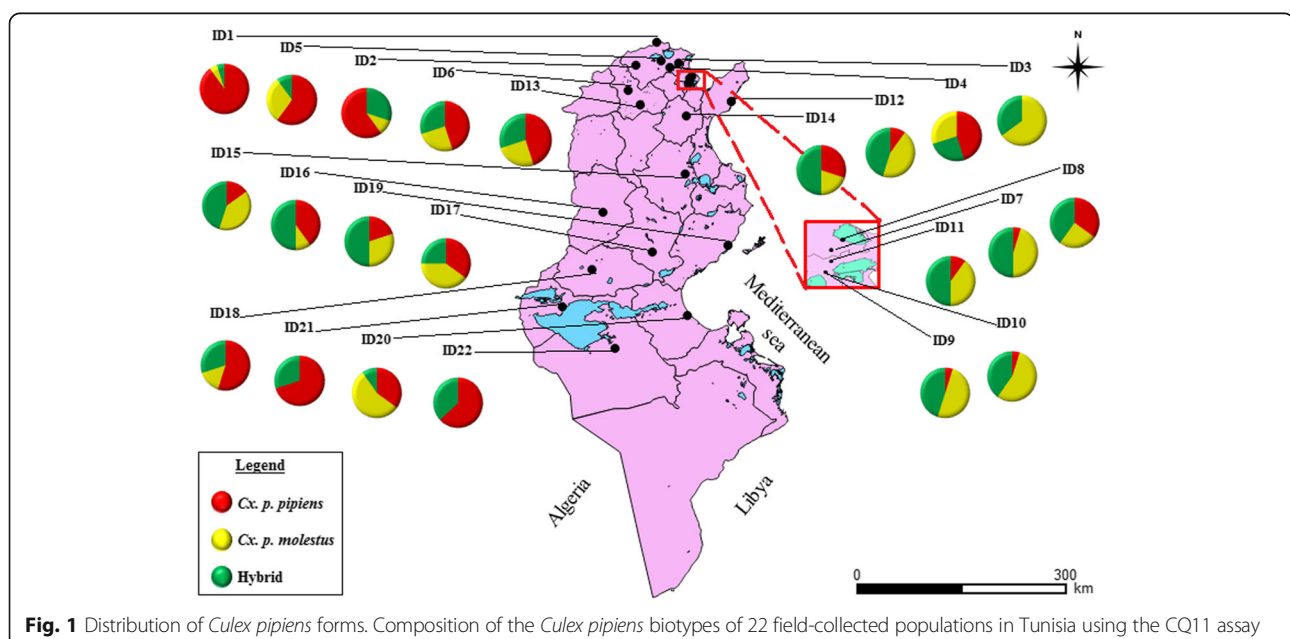 ID1
N
ID5
ID2
ID3
ID6
ID4
ID13
ID12
ID14
ID15
ID8
ID16
ID7
ID19
ID11
ID17
Mediterranean
sea
ID18
ID10
ID21
ID9
ID20
ID22
Legend
Cx. p. pipiens
Cx. p. molestus
Hybrid
Algeria
Libya
0 300
km
Fig. 1 Distribution of Culex pipiens forms. Composition of the Culex pipiens biotypes of 22 field-collected populations in Tunisia using the CQ11 assay